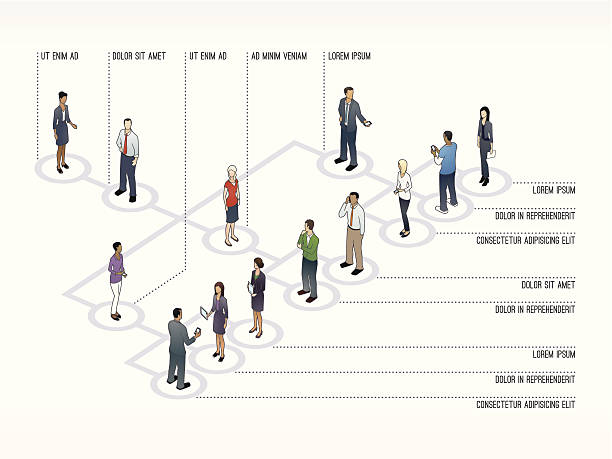 UT ENIM AD
DOLOR SIT AMET
UT ENIM AD
AD MINIM VENIAM
LOREM IPSUM
LOREM IPSUM
DOLOR IN REPREHENDERIT
CONSECTETUR ADIPISICING ELIT
DOLOR SIT AMET
DOLOR IN REPREHENDERIT
LOREM IPSUM
DOLOR IN REPREHENDERIT
CONSECTETUR ADIPISICING ELIT